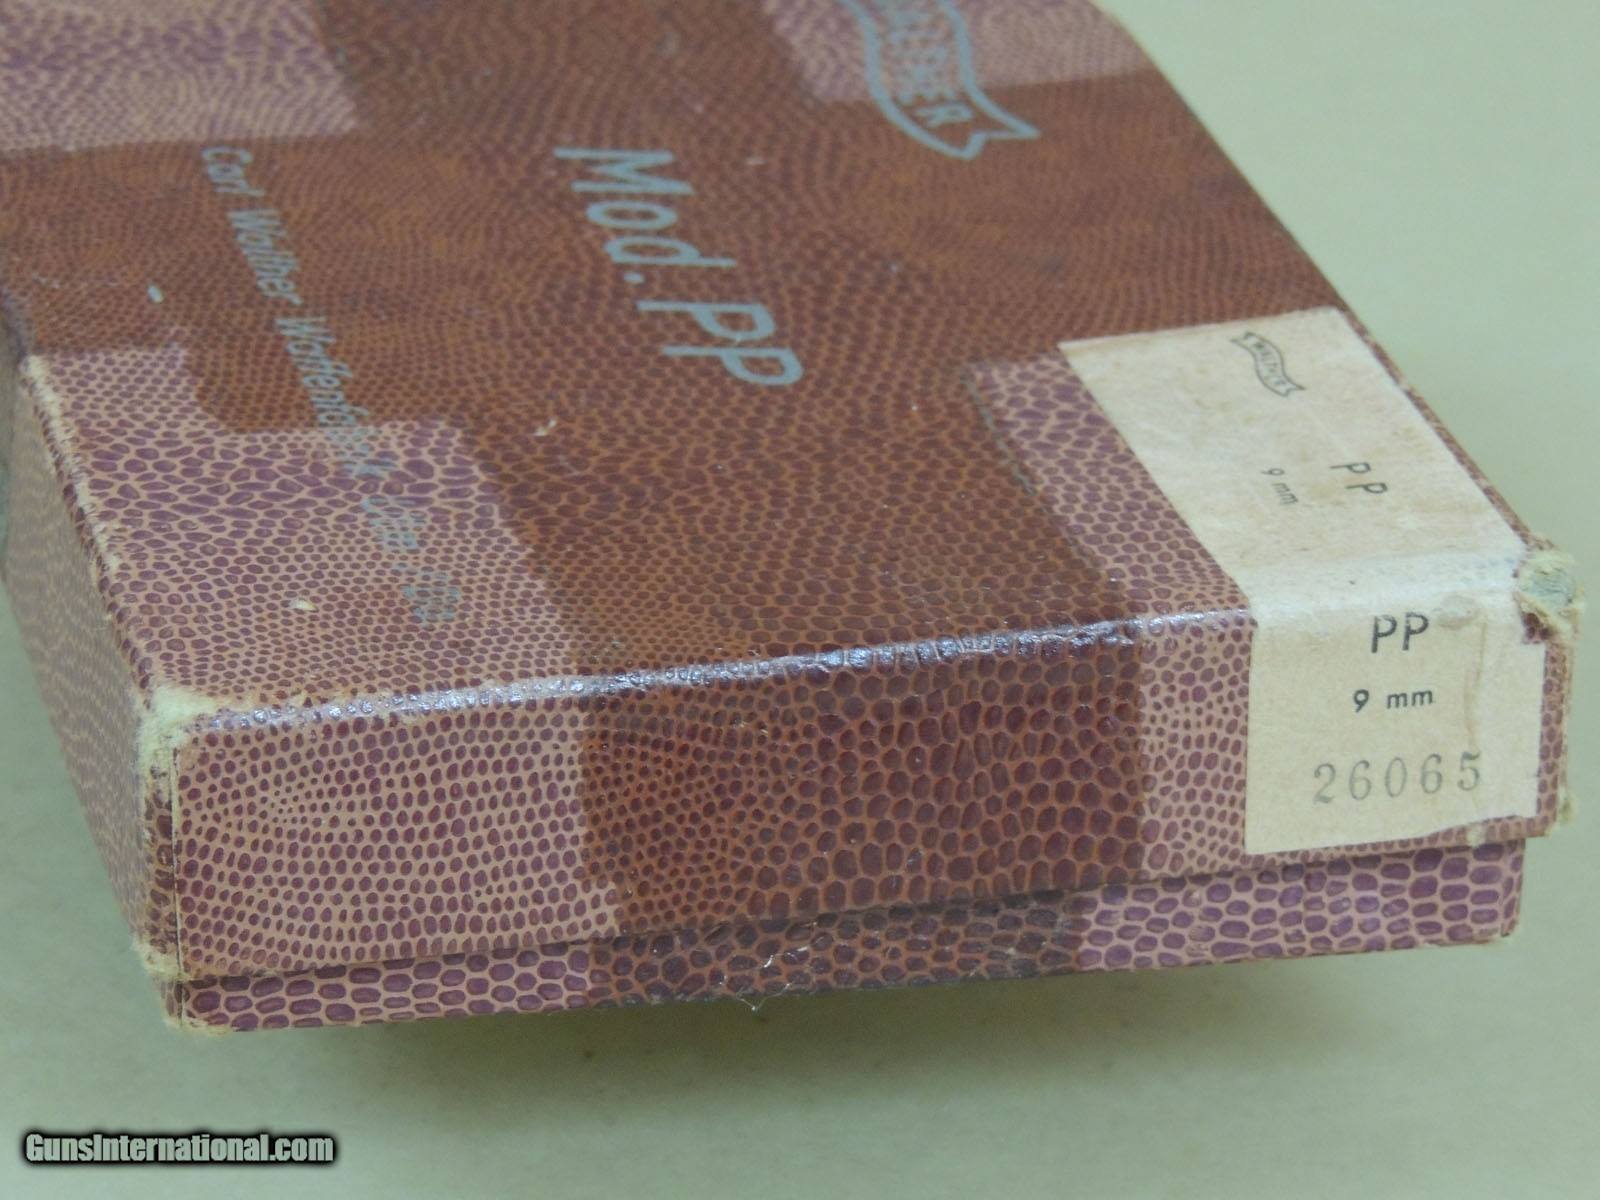 WALTHER
Mod. PP
Carl Walther Waffenfabrik Ulm
WALTHER
PP
9 mm
PP
9 mm
26065
GunsInternational.com